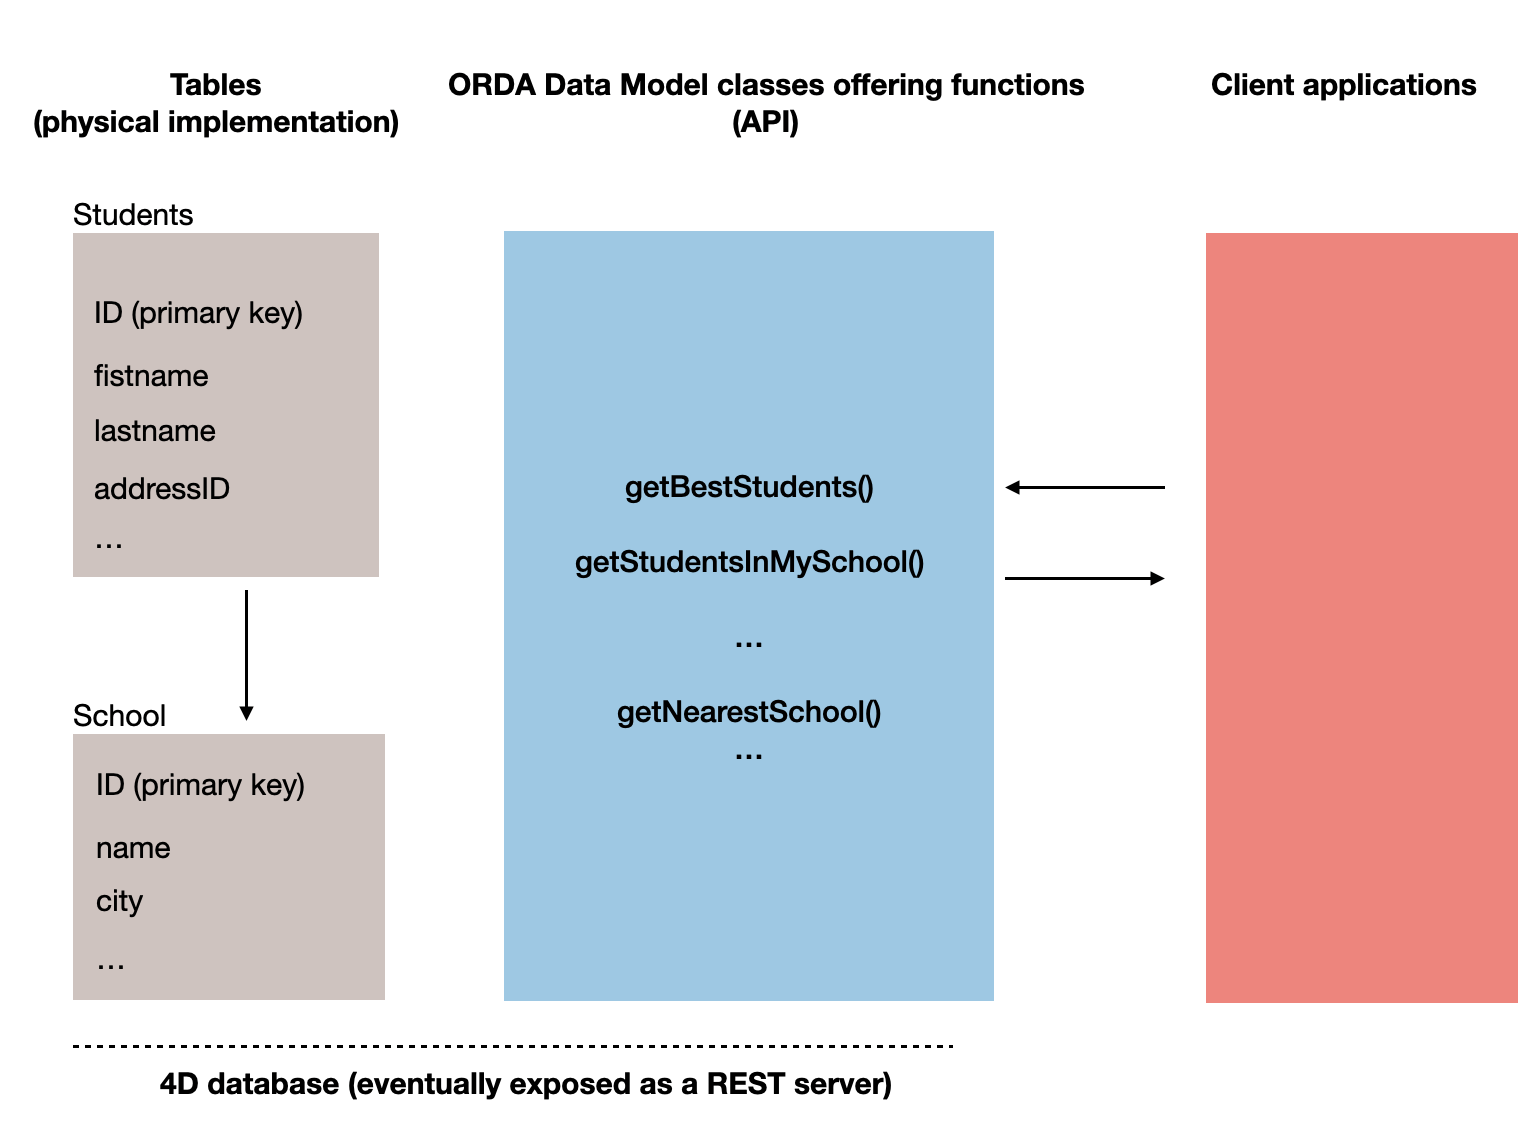 Tables
(physical implementation)
ORDA Data Model classes offering functions
(API)
Client applications
Students
ID (primary key)
fistname
lastname
addressID
...
School
ID (primary key)
name
city
...
getBestStudents()
getStudentsInMySchool()
...
getNearestSchool()
...
4D database (eventually exposed as a REST server)